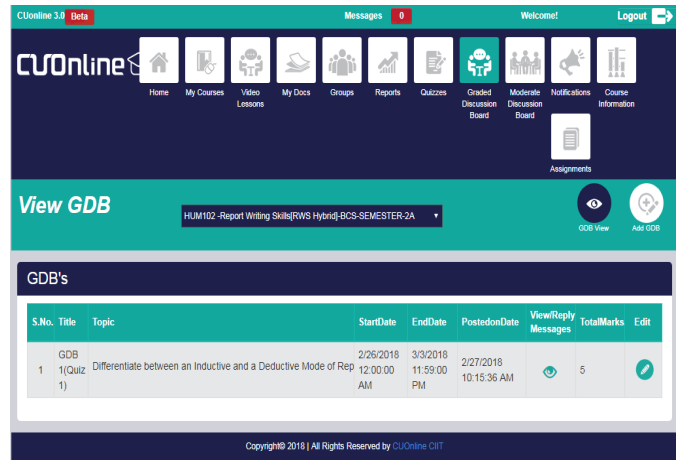 CUonline 3.0 Beta Messages 0 Welcome! Logout
CUOnline
Home My Courses Video Lessons My Docs Groups Reports Quizzes Graded Discussion Board Moderate Discussion Board Notifications Course Information
Assignments
View GDB
HUM102 -Report Writing Skills[RWS Hybrid]-BCS-SEMESTER-2A
GDB View Add GDB
GDB's
S.No. Title Topic StartDate EndDate PostedonDate View/Reply Messages TotalMarks Edit
1 GDB 1(Quiz 1) Differentiate between an Inductive and a Deductive Mode of Rep 2/26/2018 12:00:00 AM 3/3/2018 11:59:00 PM 2/27/2018 10:15:36 AM 5
Copyright© 2018 | All Rights Reserved by CUOnline CIIT